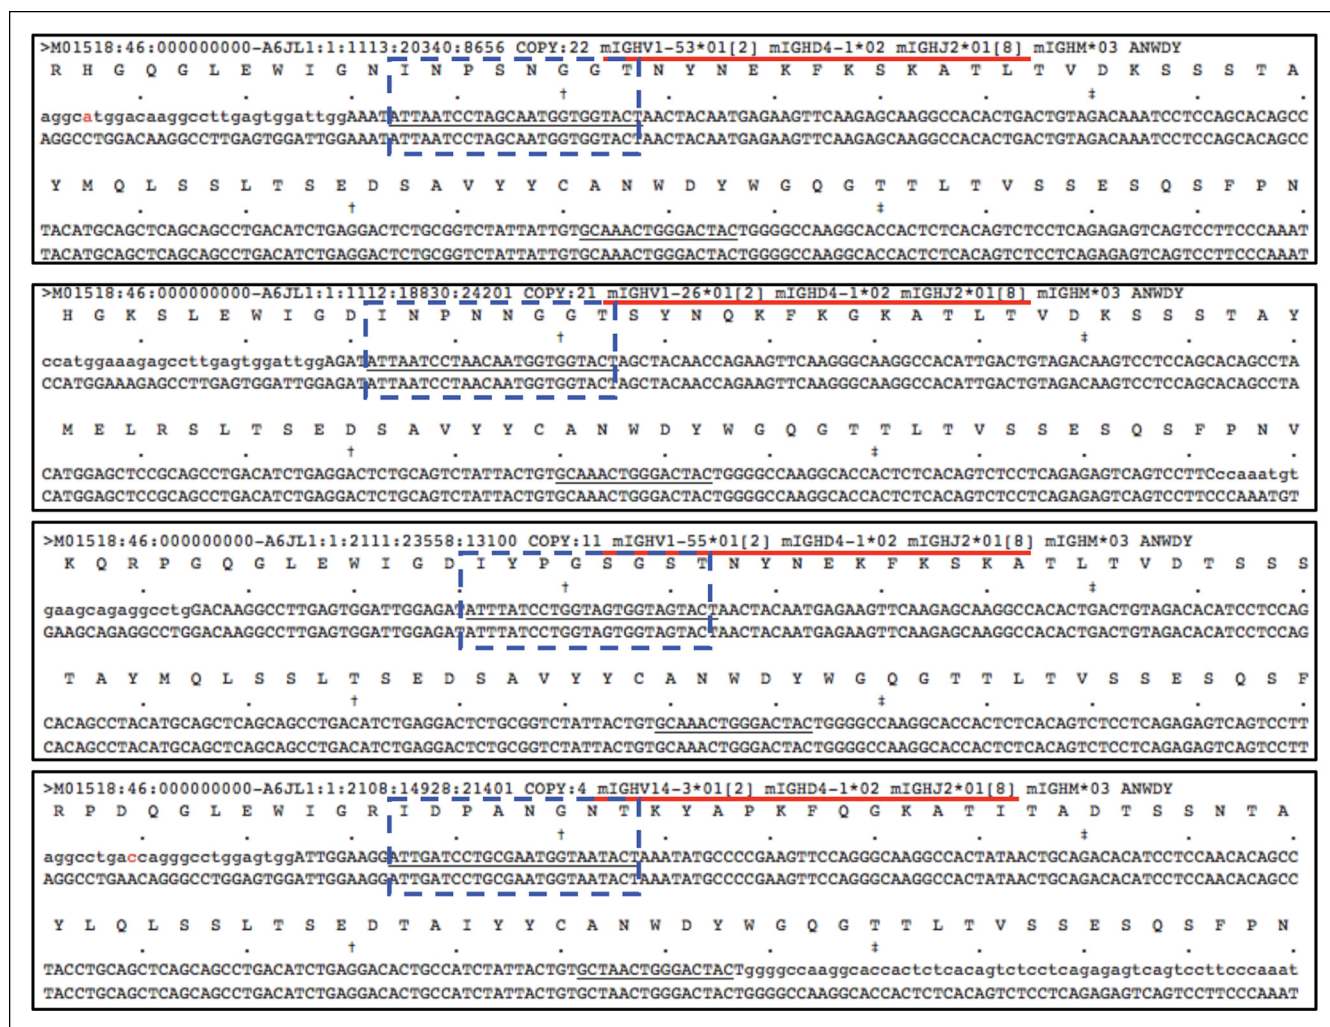 >M01518:46:000000000-A6JL1:1:1113:20340:8656 COPY:22 mIGHV1-53*01[2] mIGHD4-1*02 mIGHJ2*01[8] mIGHM*03 ANWDY
R H G Q G L E W I G N I N P S N G G T N Y N E K F K S K A T L T V D K S S S T A
. . . . † . . . . ‡ . .
aggcatggacaaggccttgagtggattggAAATATTAATCCTAGCAATGGTGGTACTAACTACAATGAGAAGTTCAAGAGCAAGGCCACACTGACTGTAGACAAATCCTCCAGCACAGCC
AGGCCTGGACAAGGCCTTGAGTGGATTGGAAATATTAATCCTAGCAATGGTGGTACTAACTACAATGAGAAGTTCAAGAGCAAGGCCACACTGACTGTAGACAAATCCTCCAGCACAGCC
Y M Q L S S L T S E D S A V Y Y C A N W D Y W G Q G T T L T V S S E S Q S F P N
. . † . . . . ‡ . . . .
TACATGCAGCTCAGCAGCCTGACATCTGAGGACTCTGCGGTCTATTATTGTGCAAACTGGGACTACTGGGGCCAAGGCACCACTCTCACAGTCTCCTCAGAGAGTCAGTCCTTCCCAAAT
TACATGCAGCTCAGCAGCCTGACATCTGAGGACTCTGCGGTCTATTATTGTGCAAACTGGGACTACTGGGGCCAAGGCACCACTCTCACAGTCTCCTCAGAGAGTCAGTCCTTCCCAAAT
>M01518:46:000000000-A6JL1:1:1112:18830:24201 COPY:21 mIGHV1-26*01[2] mIGHD4-1*02 mIGHJ2*01[8] mIGHM*03 ANWDY
H G K S L E W I G D I N P N N G G T S Y N Q K F K G K A T L T V D K S S S T A Y
. . . . † . . . . ‡ . .
ccatggaaagagccttgagtggattggAGATATTAATCCTAACAATGGTGGTACTAGCTACAACCAGAAGTTCAAGGGCAAGGCCACATTGACTGTAGACAAGTCCTCCAGCACAGCCTA
CCATGGAAAGAGCCTTGAGTGGATTGGAGATATTAATCCTAACAATGGTGGTACTAGCTACAACCAGAAGTTCAAGGGCAAGGCCACATTGACTGTAGACAAGTCCTCCAGCACAGCCTA
M E L R S L T S E D S A V Y Y C A N W D Y W G Q G T T L T V S S E S Q S F P N V
. . † . . . . ‡ . . . .
CATGGAGCTCCGCAGCCTGACATCTGAGGACTCTGCAGTCTATTACTGTGCAAACTGGGACTACTGGGGCCAAGGCACCACTCTCACAGTCTCCTCAGAGAGTCAGTCCTTCccaaatgt
CATGGAGCTCCGCAGCCTGACATCTGAGGACTCTGCAGTCTATTACTGTGCAAACTGGGACTACTGGGGCCAAGGCACCACTCTCACAGTCTCCTCAGAGAGTCAGTCCTTCCCAAATGT
>M01518:46:000000000-A6JL1:1:2111:23558:13100 COPY:11 mIGHV1-55*01[2] mIGHD4-1*02 mIGHJ2*01[8] mIGHM*03 ANWDY
K Q R P G Q G L E W I G D I Y P G S G S T N Y N E K F K S K A T L T V D T S S S
. . . . † . . . . ‡ . .
gaagcagaggcctgGACAAGGCCTTGAGTGGATTGGAGATATTTATCCTGGTAGTGGTAGTACTAACTACAATGAGAAGTTCAAGAGCAAGGCCACACTGACTGTAGACACATCCTCCAG
GAAGCAGAGGCCTGGACAAGGCCTTGAGTGGATTGGAGATATTTATCCTGGTAGTGGTAGTACTAACTACAATGAGAAGTTCAAGAGCAAGGCCACACTGACTGTAGACACATCCTCCAG
T A Y M Q L S S L T S E D S A V Y Y C A N W D Y W G Q G T T L T V S S E S Q S F
. . † . . . . ‡ . . . .
CACAGCCTACATGCAGCTCAGCAGCCTGACATCTGAGGACTCTGCGGTCTATTACTGTGCAAACTGGGACTACTGGGGCCAAGGCACCACTCTCACAGTCTCCTCAGAGAGTCAGTCCTT
CACAGCCTACATGCAGCTCAGCAGCCTGACATCTGAGGACTCTGCGGTCTATTACTGTGCAAACTGGGACTACTGGGGCCAAGGCACCACTCTCACAGTCTCCTCAGAGAGTCAGTCCTT
>M01518:46:000000000-A6JL1:1:2108:14928:21401 COPY:4 mIGHV14-3*01[2] mIGHD4-1*02 mIGHJ2*01[8] mIGHM*03 ANWDY
R P D Q G L E W I G R I D P A N G N T K Y A P K F Q G K A T I T A D T S S N T A
. . . . † . . . . ‡ . .
aggcctgaccagggcctggagtggATTGGAAGGATTGATCCTGCGAATGGTAATACTAAATATGCCCCGAAGTTCCAGGGCAAGGCCACTATAACTGCAGACACATCCTCCAACACAGCC
AGGCCTGAACAGGGCCTGGAGTGGATTGGAAGGATTGATCCTGCGAATGGTAATACTAAATATGCCCCGAAGTTCCAGGGCAAGGCCACTATAACTGCAGACACATCCTCCAACACAGCC
Y L Q L S S L T S E D T A I Y Y C A N W D Y W G Q G T T L T V S S E S Q S F P N
. . † . . . . ‡ . . . .
TACCTGCAGCTCAGCAGCCTGACATCTGAGGACACTGCCATCTATTACTGTGCTAACTGGGACTACTggggccaaggcaccactctcacagtctcctcagagagtcagtccttcccaaat
TACCTGCAGCTCAGCAGCCTGACATCTGAGGACACTGCCATCTATTACTGTGCTAACTGGGACTACTGGGGCCAAGGCACCACTCTCACAGTCTCCTCAGAGAGTCAGTCCTTCCCAAAT